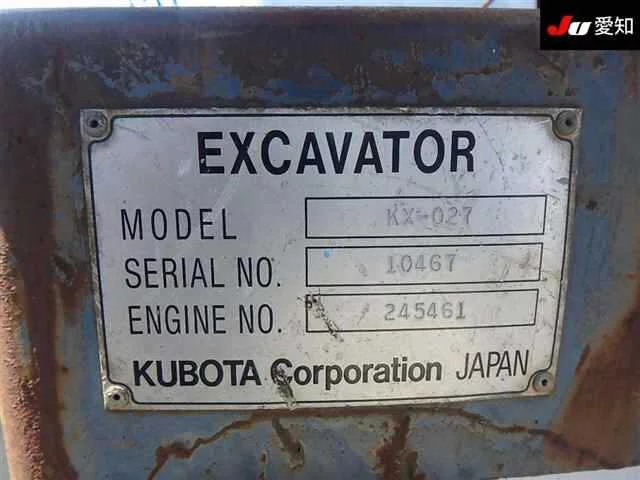 JU 愛知
EXCAVATOR
MODEL KX-027
SERIAL NO. 10467
ENGINE NO. 245461
KUBOTA Corporation JAPAN